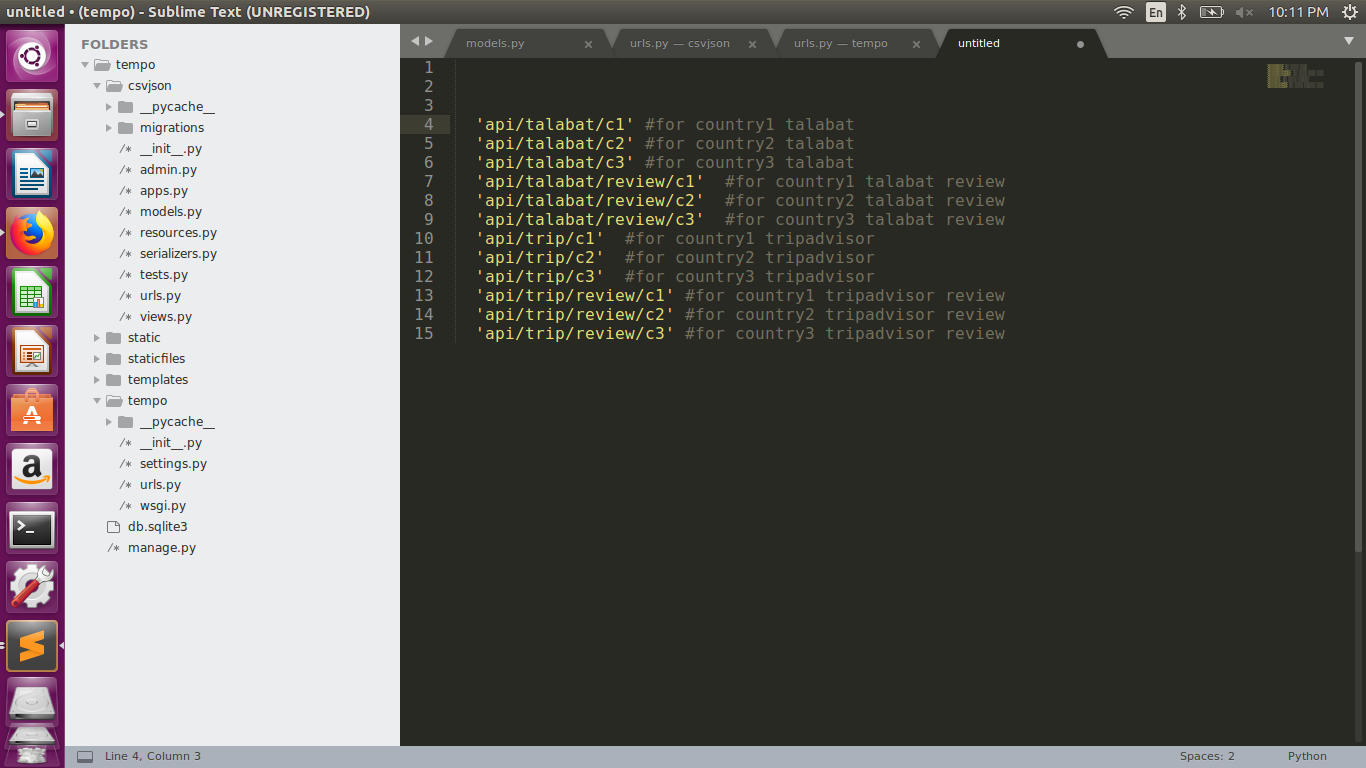 untitled • (tempo) - Sublime Text (UNREGISTERED)
En
10:11 PM
FOLDERS
tempo
csvjson
__pycache__
migrations
/* __init__.py
/* admin.py
/* apps.py
/* models.py
/* resources.py
/* serializers.py
/* tests.py
/* urls.py
/* views.py
static
staticfiles
templates
tempo
__pycache__
/* __init__.py
/* settings.py
/* urls.py
/* wsgi.py
db.sqlite3
/* manage.py
models.py ×
urls.py — csvjson ×
urls.py — tempo ×
untitled
1
2
3
4 'api/talabat/c1' #for country1 talabat
5 'api/talabat/c2' #for country2 talabat
6 'api/talabat/c3' #for country3 talabat
7 'api/talabat/review/c1'  #for country1 talabat review
8 'api/talabat/review/c2'  #for country2 talabat review
9 'api/talabat/review/c3'  #for country3 talabat review
10 'api/trip/c1'  #for country1 tripadvisor
11 'api/trip/c2'  #for country2 tripadvisor
12 'api/trip/c3'  #for country3 tripadvisor
13 'api/trip/review/c1' #for country1 tripadvisor review
14 'api/trip/review/c2' #for country2 tripadvisor review
15 'api/trip/review/c3' #for country3 tripadvisor review
Line 4, Column 3
Spaces: 2
Python